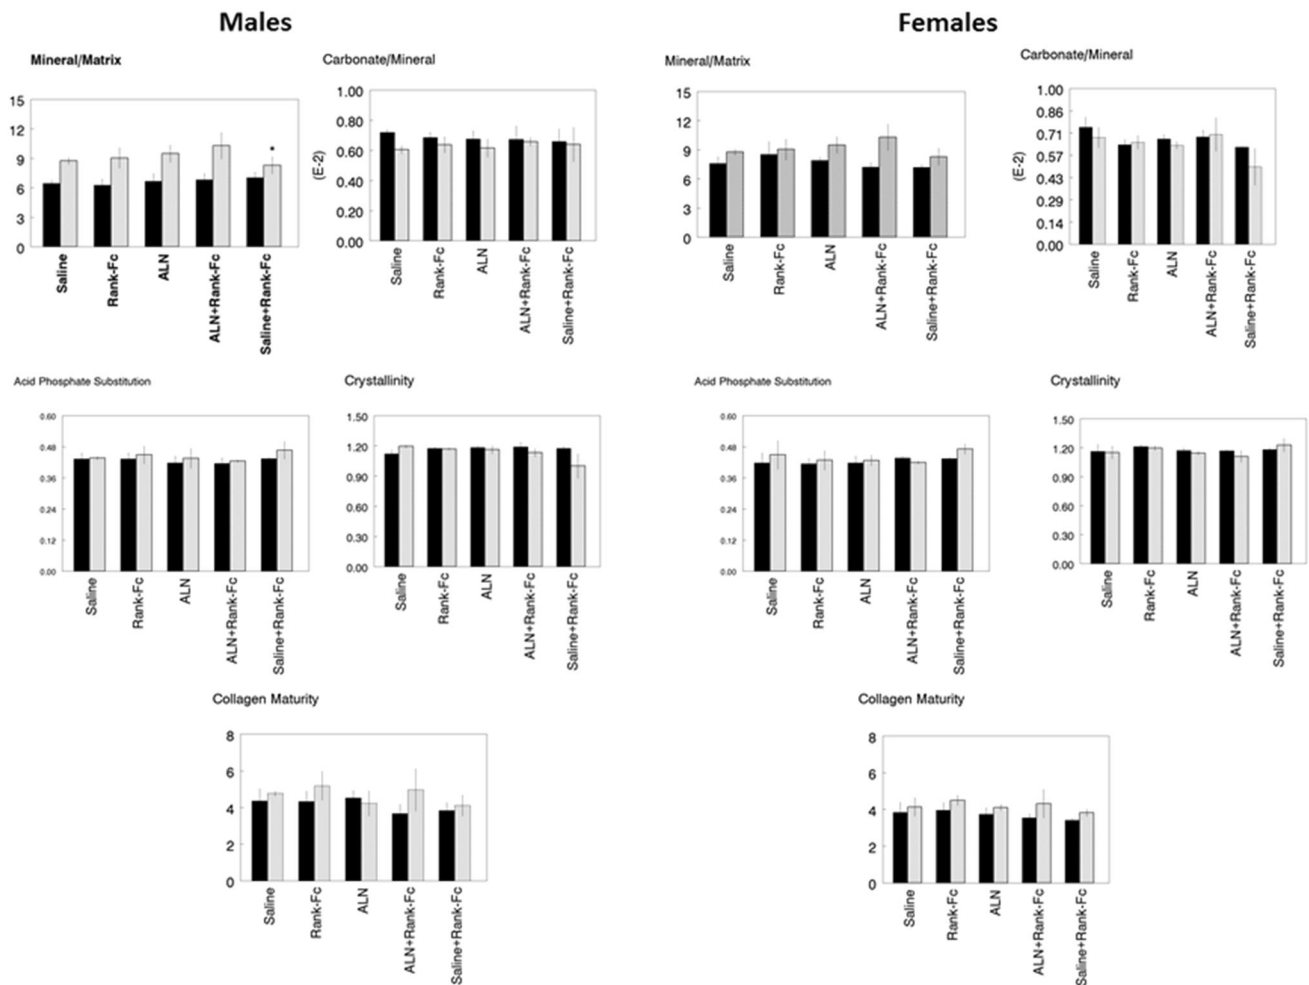 Males
Females
Mineral/Matrix
15
12
9
6
3
0
*
Saline
Rank-Fc
ALN
ALN+Rank-Fc
Saline+Rank-Fc
Carbonate/Mineral
(E-2)
1.00
0.80
0.60
0.40
0.20
0.00
Saline
Rank-Fc
ALN
ALN+Rank-Fc
Saline+Rank-Fc
Mineral/Matrix
15
12
9
6
3
0
Saline
Rank-Fc
ALN
ALN+Rank-Fc
Saline+Rank-Fc
Carbonate/Mineral
(E-2)
1.00
0.86
0.71
0.57
0.43
0.29
0.14
0.00
Saline
Rank-Fc
ALN
ALN+Rank-Fc
Saline+Rank-Fc
Acid Phosphate Substitution
0.60
0.48
0.36
0.24
0.12
0.00
Saline
Rank-Fc
ALN
ALN+Rank-Fc
Saline+Rank-Fc
Crystallinity
1.50
1.20
0.90
0.60
0.30
0.00
Saline
Rank-Fc
ALN
ALN+Rank-Fc
Saline+Rank-Fc
Acid Phosphate Substitution
0.60
0.48
0.36
0.24
0.12
0.00
Saline
Rank-Fc
ALN
ALN+Rank-Fc
Saline+Rank-Fc
Crystallinity
1.50
1.20
0.90
0.60
0.30
0.00
Saline
Rank-Fc
ALN
ALN+Rank-Fc
Saline+Rank-Fc
Collagen Maturity
8
6
4
2
0
Saline
Rank-Fc
ALN
ALN+Rank-Fc
Saline+Rank-Fc
Collagen Maturity
8
6
4
2
0
Saline
Rank-Fc
ALN
ALN+Rank-Fc
Saline+Rank-Fc